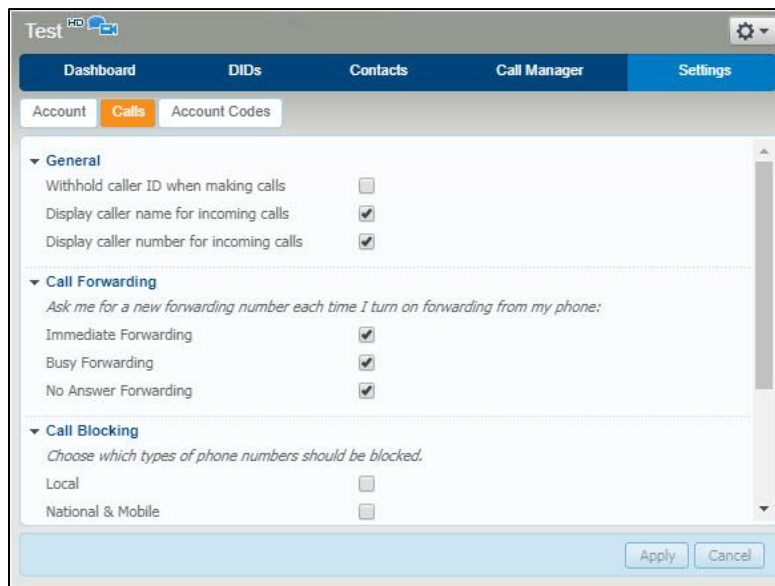 Test HD
Dashboard DIDs Contacts Call Manager Settings
Account Calls Account Codes
General
Withhold caller ID when making calls
Display caller name for incoming calls
Display caller number for incoming calls
Call Forwarding
Ask me for a new forwarding number each time I turn on forwarding from my phone:
Immediate Forwarding
Busy Forwarding
No Answer Forwarding
Call Blocking
Choose which types of phone numbers should be blocked.
Local
National & Mobile
Apply Cancel